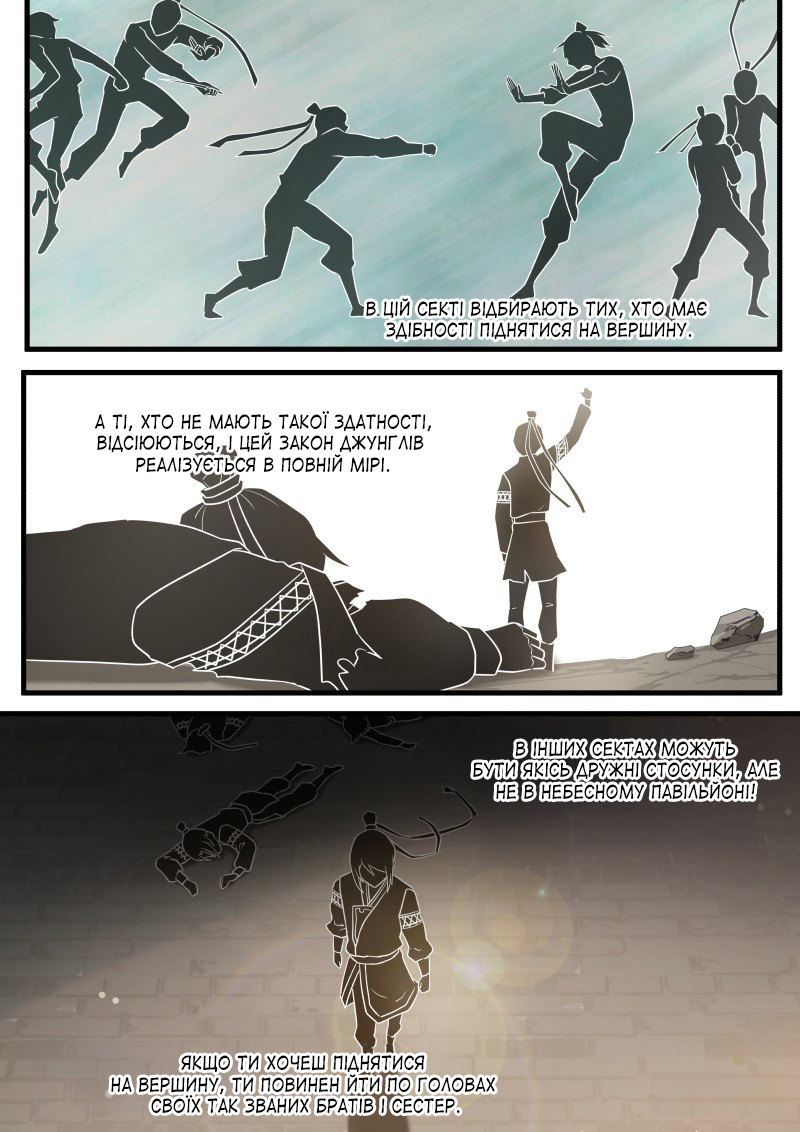 В ЦІЙ СЕКТІ ВІДБИРАЮТЬ ТИХ, ХТО МАЄ
ЗДІБНОСТІ ПІДНЯТИСЯ НА ВЕРШИНУ.
А ТІ, ХТО НЕ МАЮТЬ ТАКОЇ ЗДАТНОСТІ,
ВІДСІЮЮТЬСЯ, І ЦЕЙ ЗАКОН ДЖУНГЛІВ
РЕАЛІЗУЄТЬСЯ В ПОВНІЙ МІРІ.
В ІНШИХ СЕКТАХ МОЖУТЬ
БУТИ ЯКІСЬ ДРУЖНІ СТОСУНКИ, АЛЕ
НЕ В НЕБЕСНОМУ ПАВІЛЬЙОНІ!
ЯКЩО ТИ ХОЧЕШ ПІДНЯТИСЯ
НА ВЕРШИНУ, ТИ ПОВИНЕН ЙТИ ПО ГОЛОВАХ
СВОЇХ ТАК ЗВАНИХ БРАТІВ І СЕСТЕР.